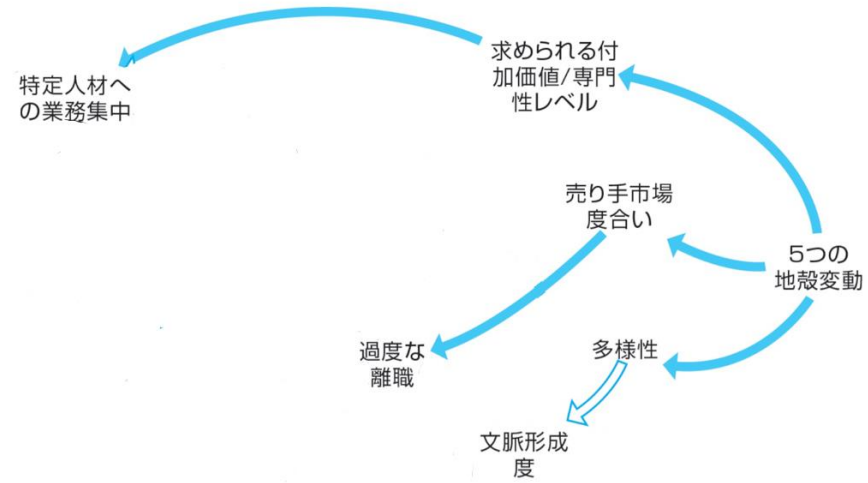 求められる付
加価値/専門
性レベル
特定人材へ
の業務集中
売り手市場
度合い
5つの
地殻変動
過度な
離職
多様性
文脈形成
度